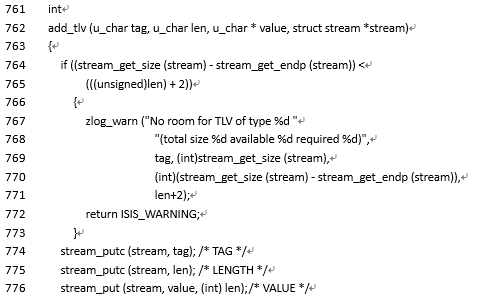 761 int↵
762 add_tlv (u_char tag, u_char len, u_char * value, struct stream *stream)↵
763 {↵
764 if ((stream_get_size (stream) - stream_get_endp (stream)) <↵
765 (((unsigned)len) + 2))↵
766 {↵
767 zlog_warn ("No room for TLV of type %d "↵
768 "(total size %d available %d required %d)",↵
769 tag, (int)stream_get_size (stream),↵
770 (int)(stream_get_size (stream) - stream_get_endp (stream)),↵
771 len+2);↵
772 return ISIS_WARNING;↵
773 }↵
774 stream_putc (stream, tag); /* TAG */↵
775 stream_putc (stream, len); /* LENGTH */↵
776 stream_put (stream, value, (int) len);/* VALUE */↵